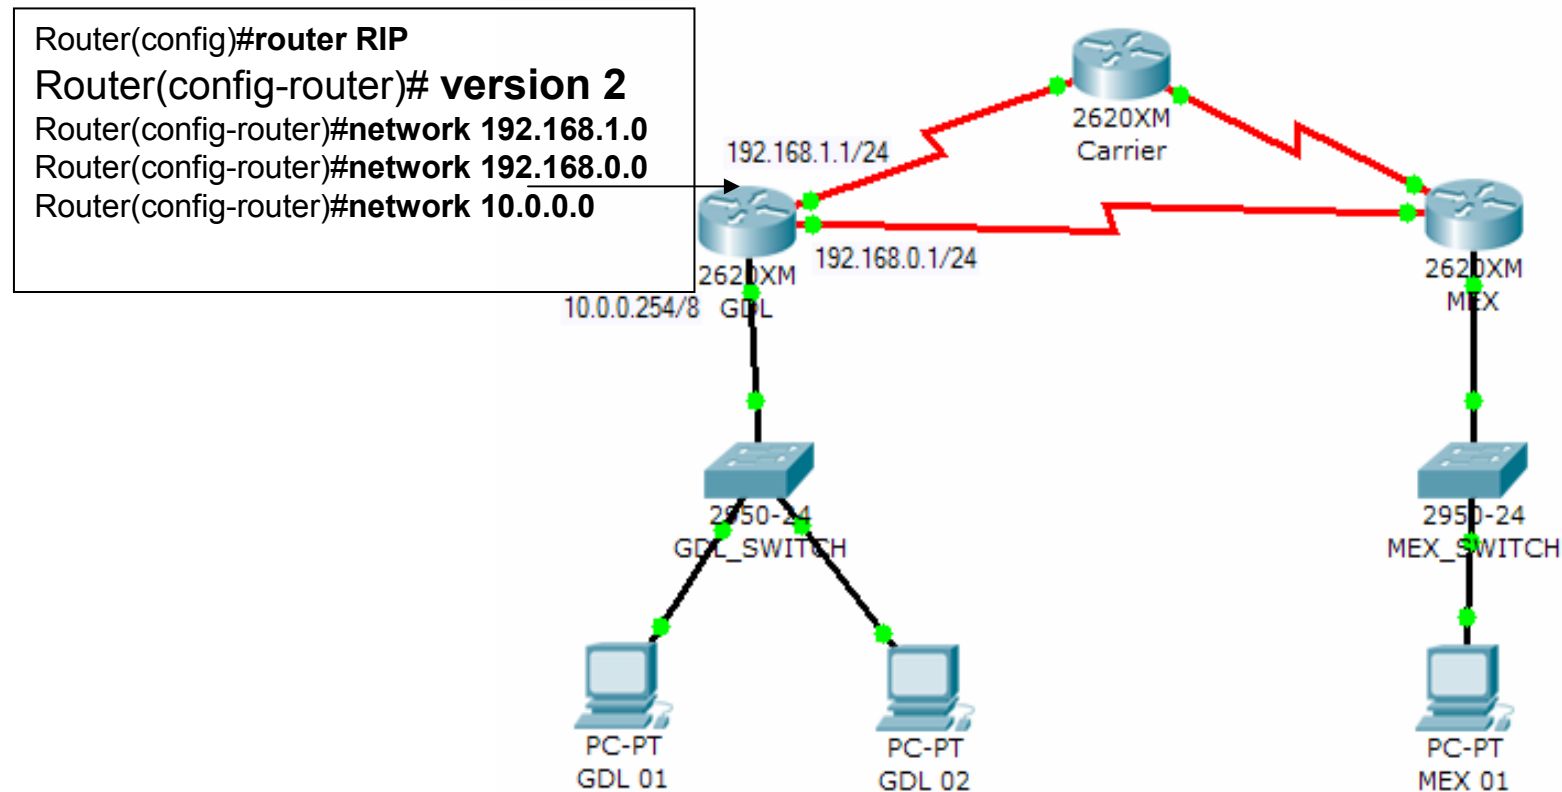 Router(config)#router RIP
Router(config-router)# version 2
Router(config-router)#network 192.168.1.0
Router(config-router)#network 192.168.0.0
Router(config-router)#network 10.0.0.0
2620XM
Carrier
192.168.1.1/24
192.168.0.1/24
2620XM
GDL
10.0.0.254/8
2620XM
MEX
2950-24
GDL_SWITCH
2950-24
MEX_SWITCH
PC-PT
GDL 01
PC-PT
GDL 02
PC-PT
MEX 01